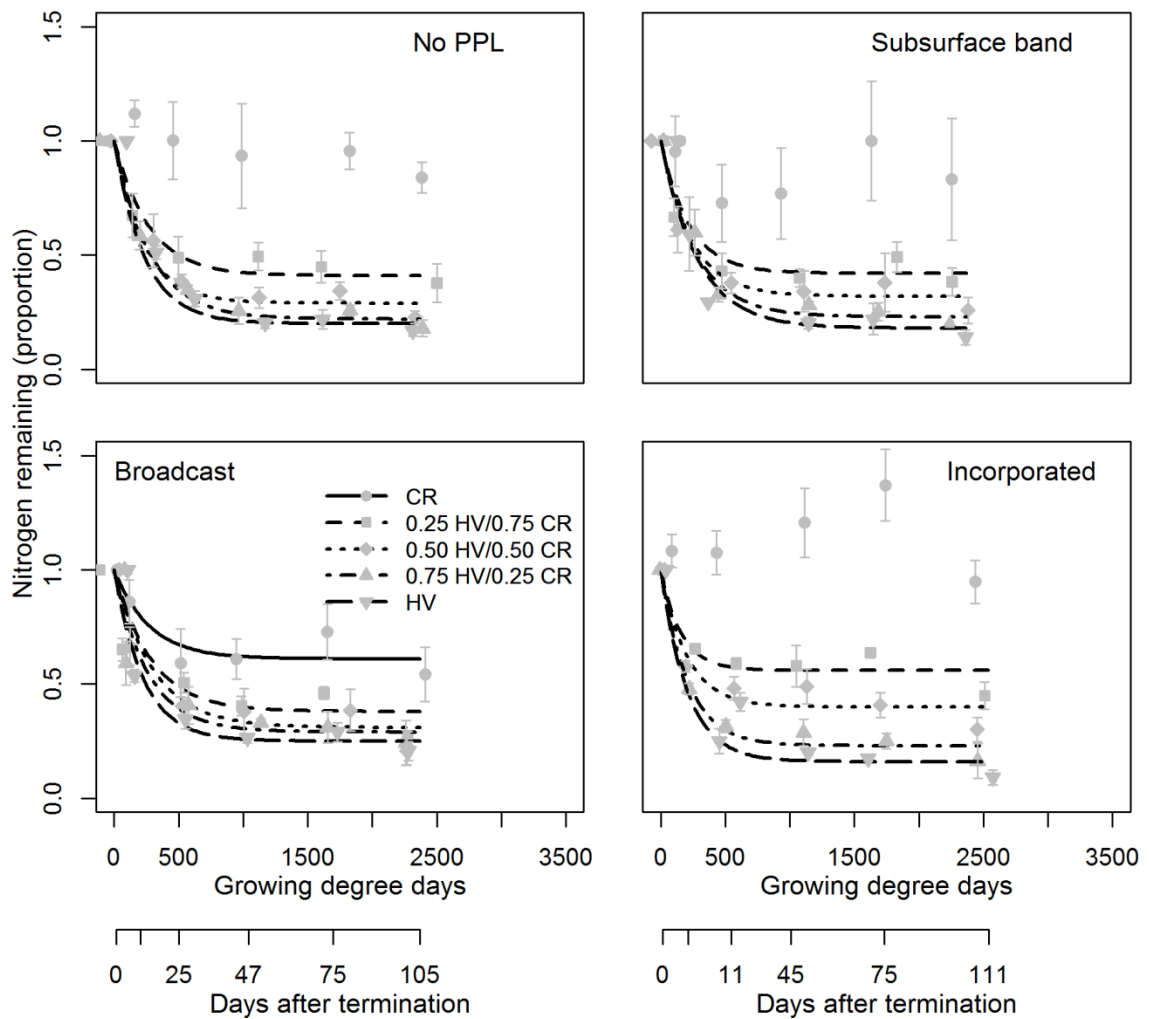 Nitrogen remaining (proportion)
0.0 0.5 1.0 1.5
No PPL
Subsurface band
0.0 0.5 1.0 1.5
Broadcast
CR
0.25 HV/0.75 CR
0.50 HV/0.50 CR
0.75 HV/0.25 CR
HV
Incorporated
0 500 1500 2500 3500
Growing degree days
0 500 1500 2500 3500
Growing degree days
0 25 47 75 105
Days after termination
0 11 45 75 111
Days after termination